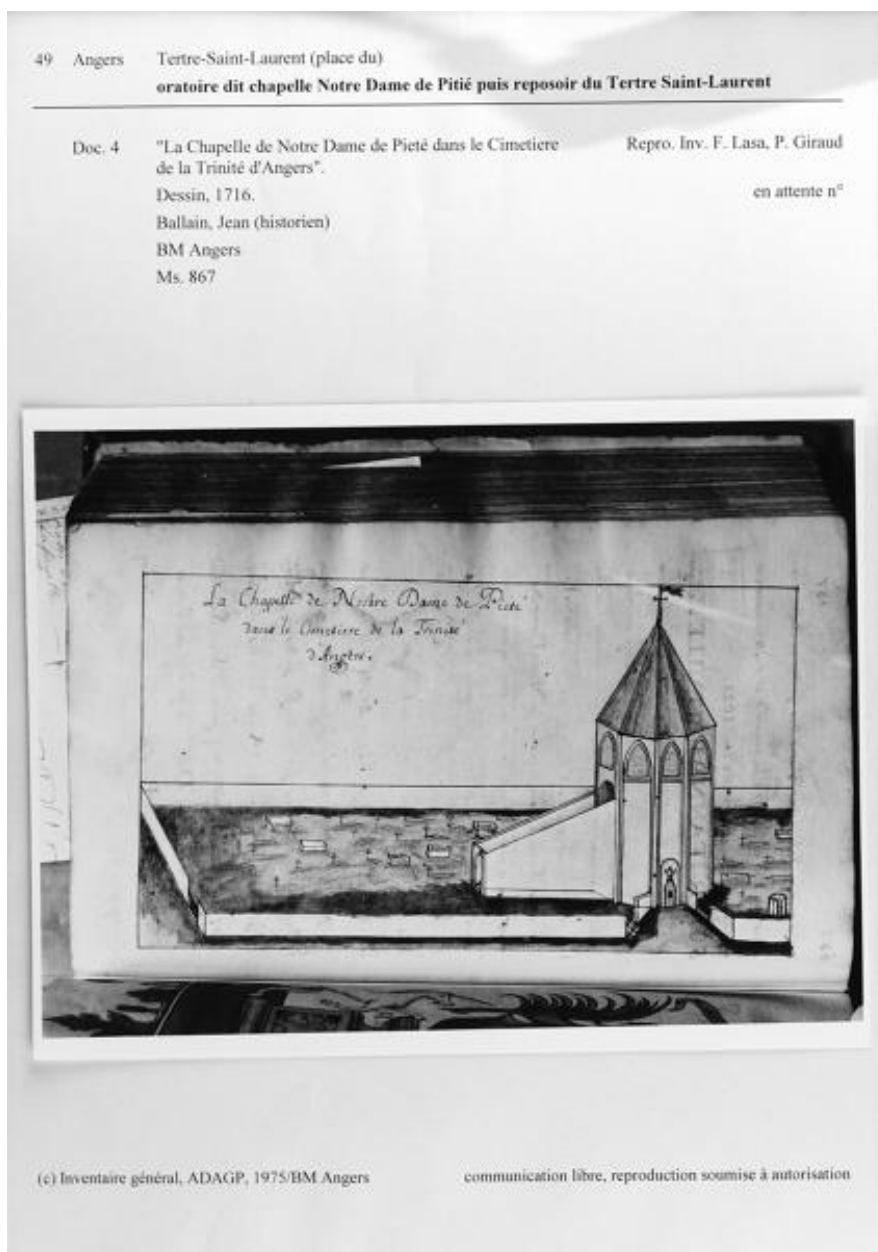 49 Angers Tertre-Saint-Laurent (place du)
oratoire dit chapelle Notre Dame de Pitié puis reposoir du Tertre Saint-Laurent
Doc. 4 "La Chapelle de Notre Dame de Pieté dans le Cimetiere
de la Trinité d'Angers".
Dessin, 1716.
Ballain, Jean (historien)
BM Angers
Ms. 867
Repro. Inv. F. Lasa, P. Giraud
en attente n°
La Chapelle de Nostre Dame de Pieté
dans le Cimetiere de la Trinité
d'Angers.
(c) Inventaire général, ADAGP, 1975/BM Angers
communication libre, reproduction soumise à autorisation